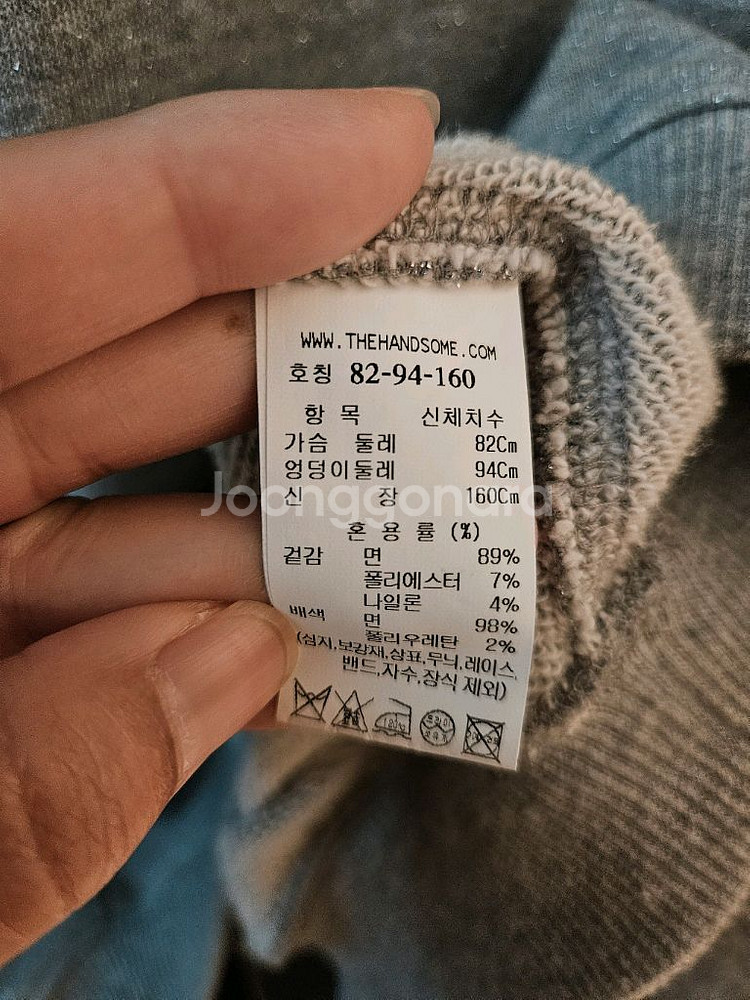 WWW.THEHANDSOME.COM
호칭 82-94-160
항 목 신체치수
가슴 둘레 82Cm
엉덩이둘레 94Cm
신 장 160Cm
Joonggonara
혼 용 률 (%)
겉감 면 89%
폴리에스터 7%
나일론 4%
배색 면 98%
폴리우레탄 2%
(심지,보강재,상표,무늬,레이스,
밴드,자수,장식 제외)